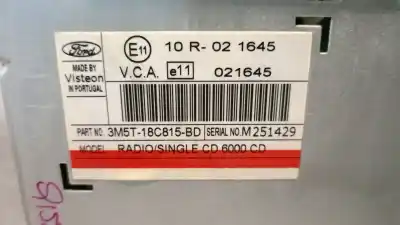 Ford
E11 10 R- 02 1645
MADE BY
Visteon
IN PORTUGAL
V.C.A. e11 021645
PART NO: 3M5T-18C815-BD SERIAL NO. M251429
MODEL RADIO/SINGLE CD 6000 CD